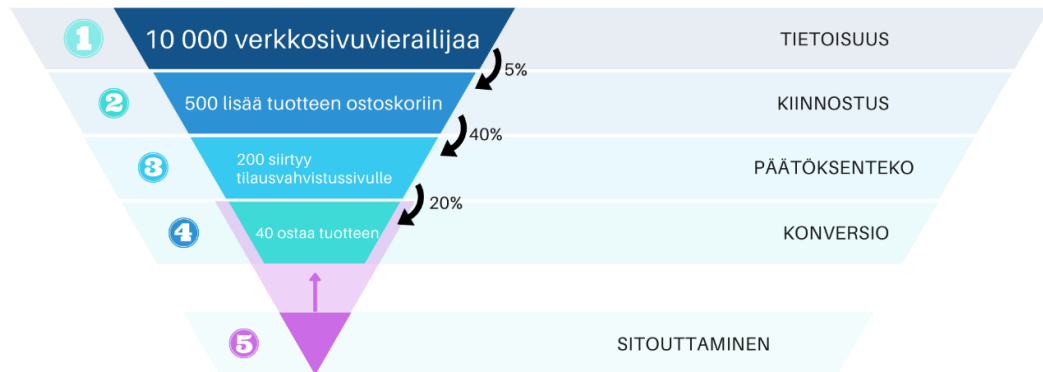 1
10 000 verkkosivuvierailijaa
TIETOISUUS
5%
2
500 lisää tuotteen ostoskoriin
KIINNOSTUS
40%
3
200 siirtyy
tilausvahvistussivulle
PÄÄTÖKSENTEKO
20%
4
40 ostaa tuotteen
KONVERSIO
5
SITOUTTAMINEN